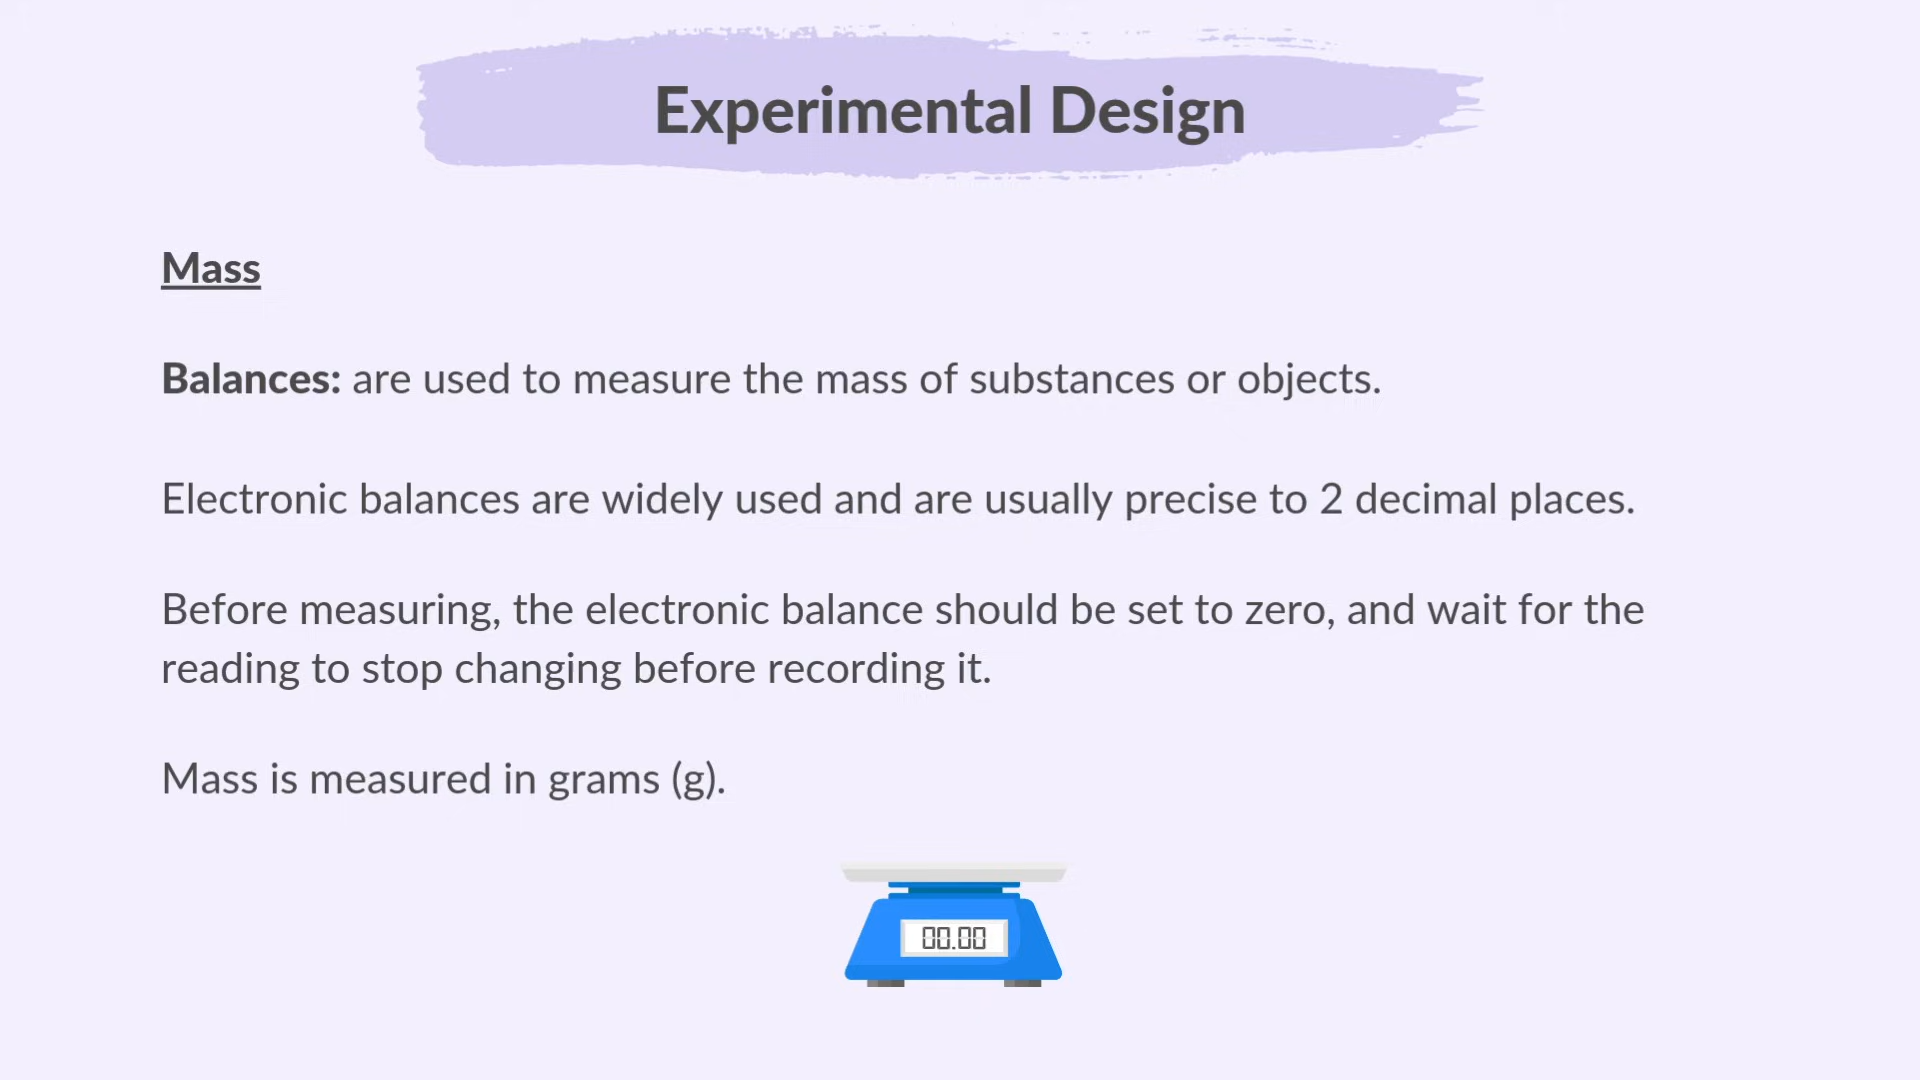 Experimental Design
Mass
Balances: are used to measure the mass of substances or objects.
Electronic balances are widely used and are usually precise to 2 decimal places.
Before measuring, the electronic balance should be set to zero, and wait for the
reading to stop changing before recording it.
Mass is measured in grams (g).
00.00